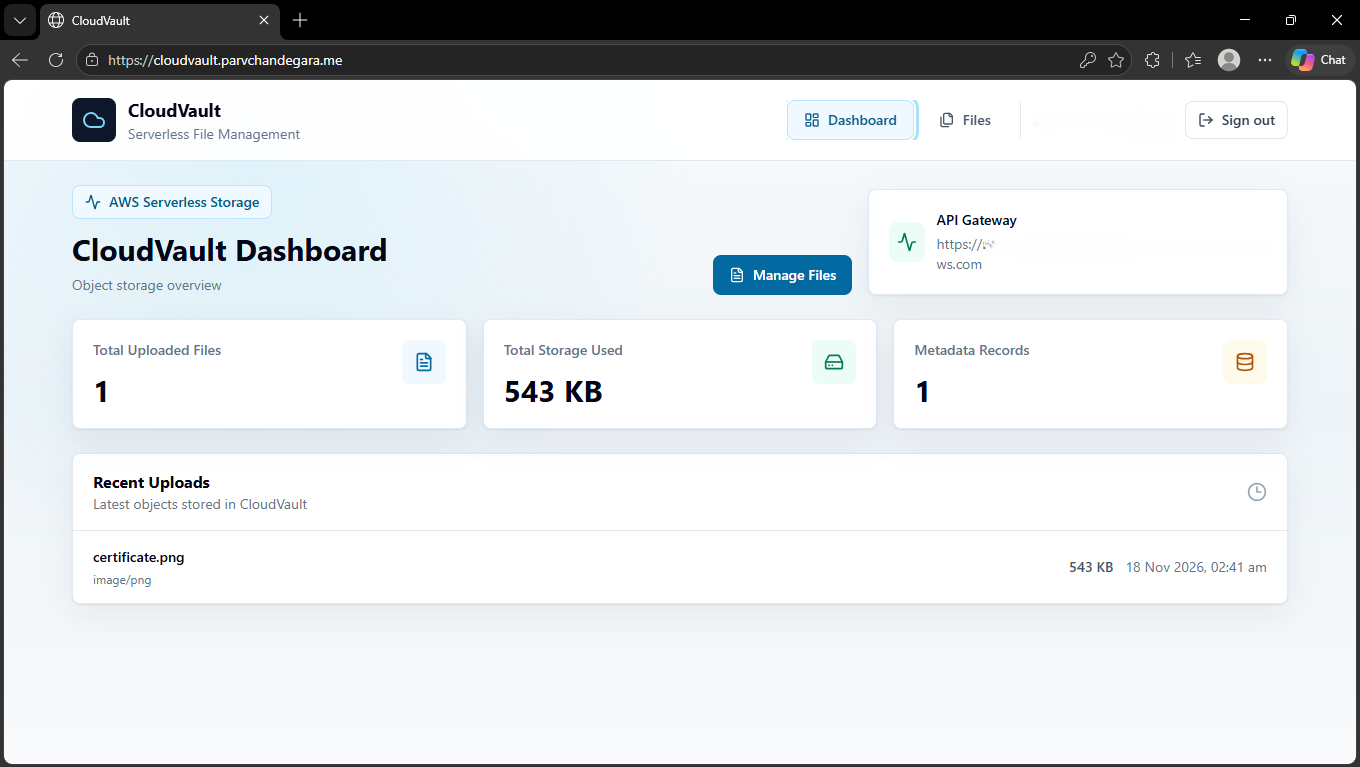 CloudVault
https://cloudvault.parvchandegara.me
Chat
CloudVault
Serverless File Management
Dashboard
Files
Sign out
AWS Serverless Storage
CloudVault Dashboard
Object storage overview
Manage Files
API Gateway
https://
ws.com
Total Uploaded Files
1
Total Storage Used
543 KB
Metadata Records
1
Recent Uploads
Latest objects stored in CloudVault
certificate.png
image/png
543 KB 18 Nov 2026, 02:41 am